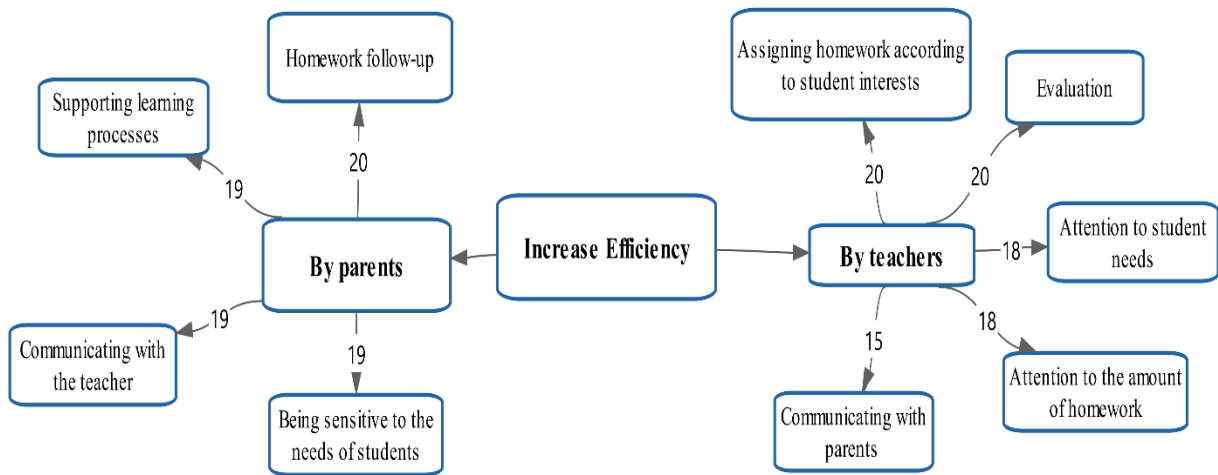 Homework follow-up
Supporting learning
processes
20
19
By parents
19
Communicating with
the teacher
19
Being sensitive to the
needs of students
Increase Efficiency
Assigning homework according
to student interests
Evaluation
20
20
By teachers
18
Attention to student
needs
18
Attention to the amount
of homework
15
Communicating with
parents